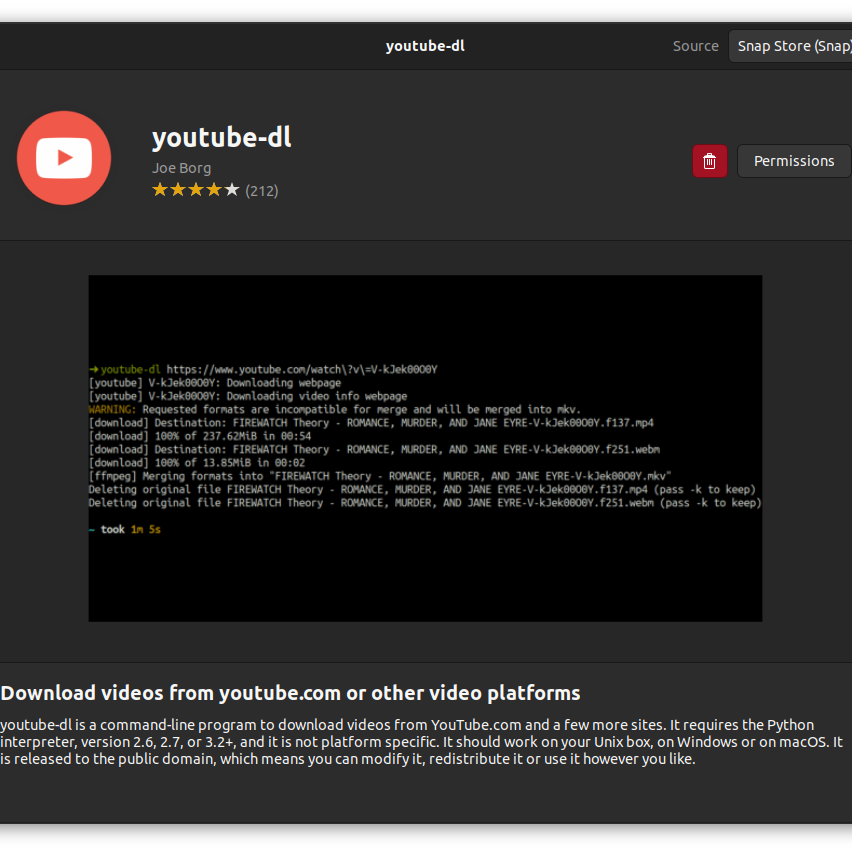 youtube-dl
Source
Snap Store (Snap)
youtube-dl
Joe Borg
(212)
Permissions
➜youtube-dl https://www.youtube.com/watch\?v\=V-kJek00O0Y
[youtube] V-kJek00O0Y: Downloading webpage
[youtube] V-kJek00O0Y: Downloading video info webpage
WARNING: Requested formats are incompatible for merge and will be merged into mkv.
[download] Destination: FIREWATCH Theory - ROMANCE, MURDER, AND JANE EYRE-V-kJek00O0Y.f137.mp4
[download] 100% of 237.62MiB in 00:54
[download] Destination: FIREWATCH Theory - ROMANCE, MURDER, AND JANE EYRE-V-kJek00O0Y.f251.webm
[download] 100% of 13.85MiB in 00:02
[ffmpeg] Merging formats into "FIREWATCH Theory - ROMANCE, MURDER, AND JANE EYRE-V-kJek00O0Y.mkv"
Deleting original file FIREWATCH Theory - ROMANCE, MURDER, AND JANE EYRE-V-kJek00O0Y.f137.mp4 (pass -k to keep)
Deleting original file FIREWATCH Theory - ROMANCE, MURDER, AND JANE EYRE-V-kJek00O0Y.f251.webm (pass -k to keep)
~ took 1m 5s
Download videos from youtube.com or other video platforms
youtube-dl is a command-line program to download videos from YouTube.com and a few more sites. It requires the Python
interpreter, version 2.6, 2.7, or 3.2+, and it is not platform specific. It should work on your Unix box, on Windows or on macOS. It
is released to the public domain, which means you can modify it, redistribute it or use it however you like.